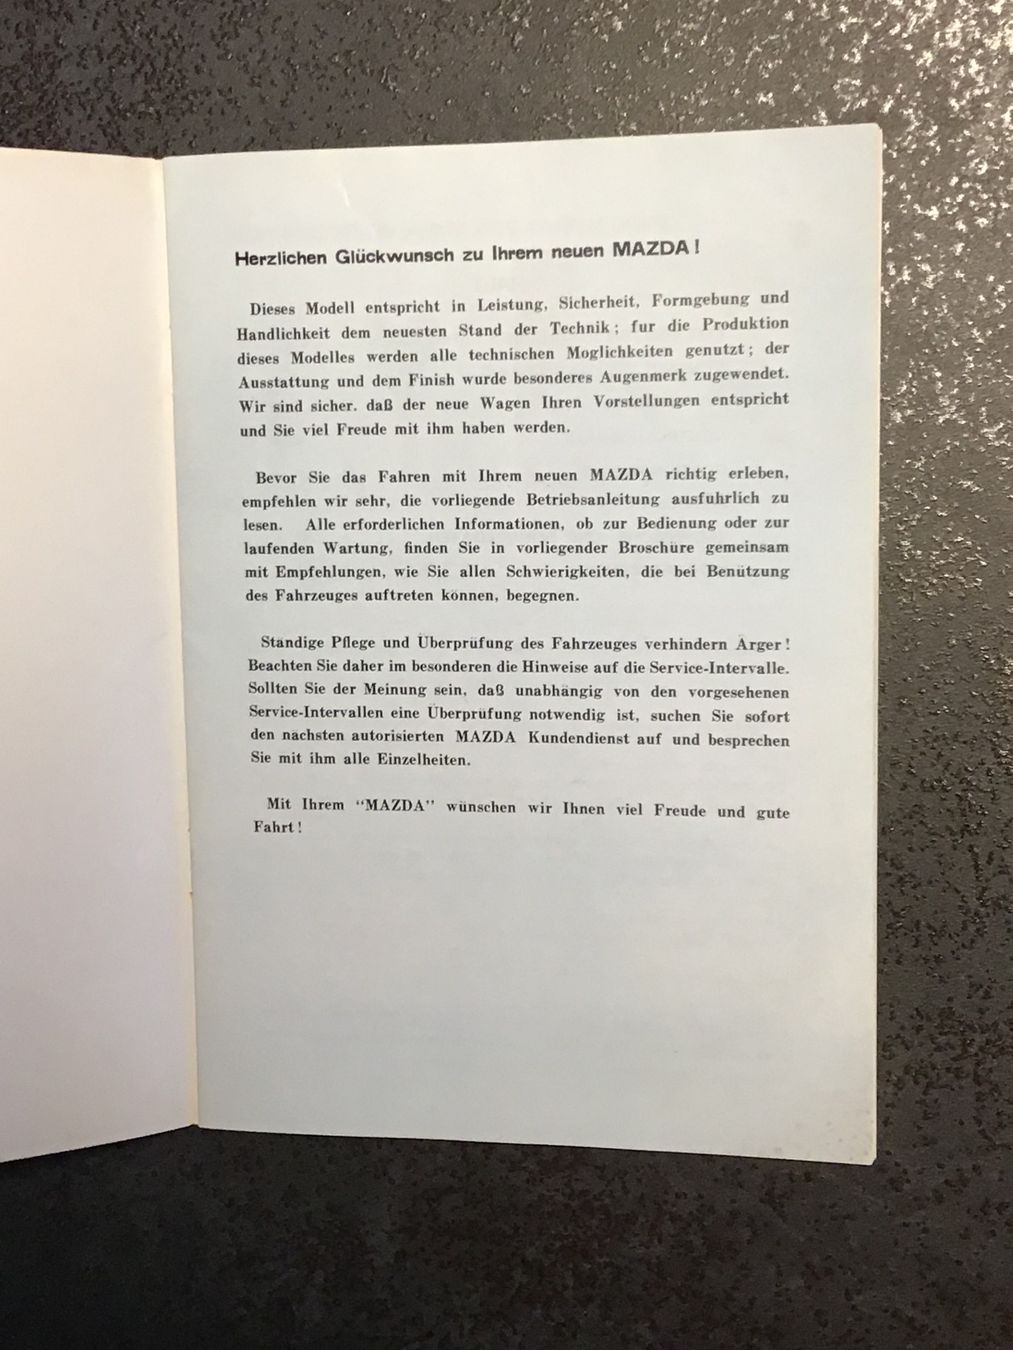 Herzlichen Glückwunsch zu Ihrem neuen MAZDA!
Dieses Modell entspricht in Leistung, Sicherheit, Formgebung und
Handlichkeit dem neuesten Stand der Technik; fur die Produktion
dieses Modelles werden alle technischen Moglichkeiten genutzt; der
Ausstattung und dem Finish wurde besonderes Augenmerk zugewendet.
Wir sind sicher. daß der neue Wagen Ihren Vorstellungen entspricht
und Sie viel Freude mit ihm haben werden.
Bevor Sie das Fahren mit Ihrem neuen MAZDA richtig erleben,
empfehlen wir sehr, die vorliegende Betriebsanleitung ausfuhrlich zu
lesen. Alle erforderlichen Informationen, ob zur Bedienung oder zur
laufenden Wartung, finden Sie in vorliegender Broschüre gemeinsam
mit Empfehlungen, wie Sie allen Schwierigkeiten, die bei Benützung
des Fahrzeuges auftreten können, begegnen.
Ständige Pflege und Überprüfung des Fahrzeuges verhindern Ärger!
Beachten Sie daher im besonderen die Hinweise auf die Service-Intervalle.
Sollten Sie der Meinung sein, daß unabhängig von den vorgesehenen
Service-Intervallen eine Überprüfung notwendig ist, suchen Sie sofort
den nächsten autorisierten MAZDA Kundendienst auf und besprechen
Sie mit ihm alle Einzelheiten.
Mit Ihrem “MAZDA” wünschen wir Ihnen viel Freude und gute
Fahrt!